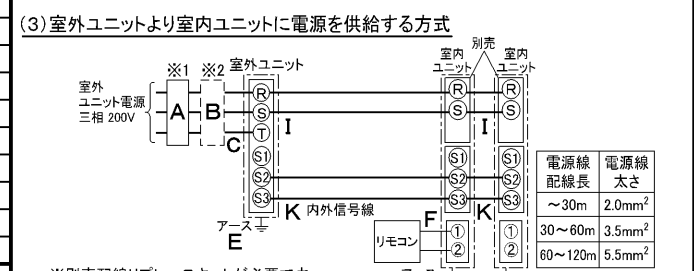 (3)室外ユニットより室内ユニットに電源を供給する方式
※1 ※2 室外ユニット
別売
室内ユニット
室内ユニット
室外
ユニット電源
三相 200V
A B
C
R
S
T
S1
S2
S3
I
R
S
S1
S2
S3
I
R
S
S1
S2
S3
K 内外信号線
F
K
アース
E
リモコン
①
②
①
②
電源線配線長 電源線太さ
～30m 2.0mm²
30～60m 3.5mm²
60～120m 5.5mm²